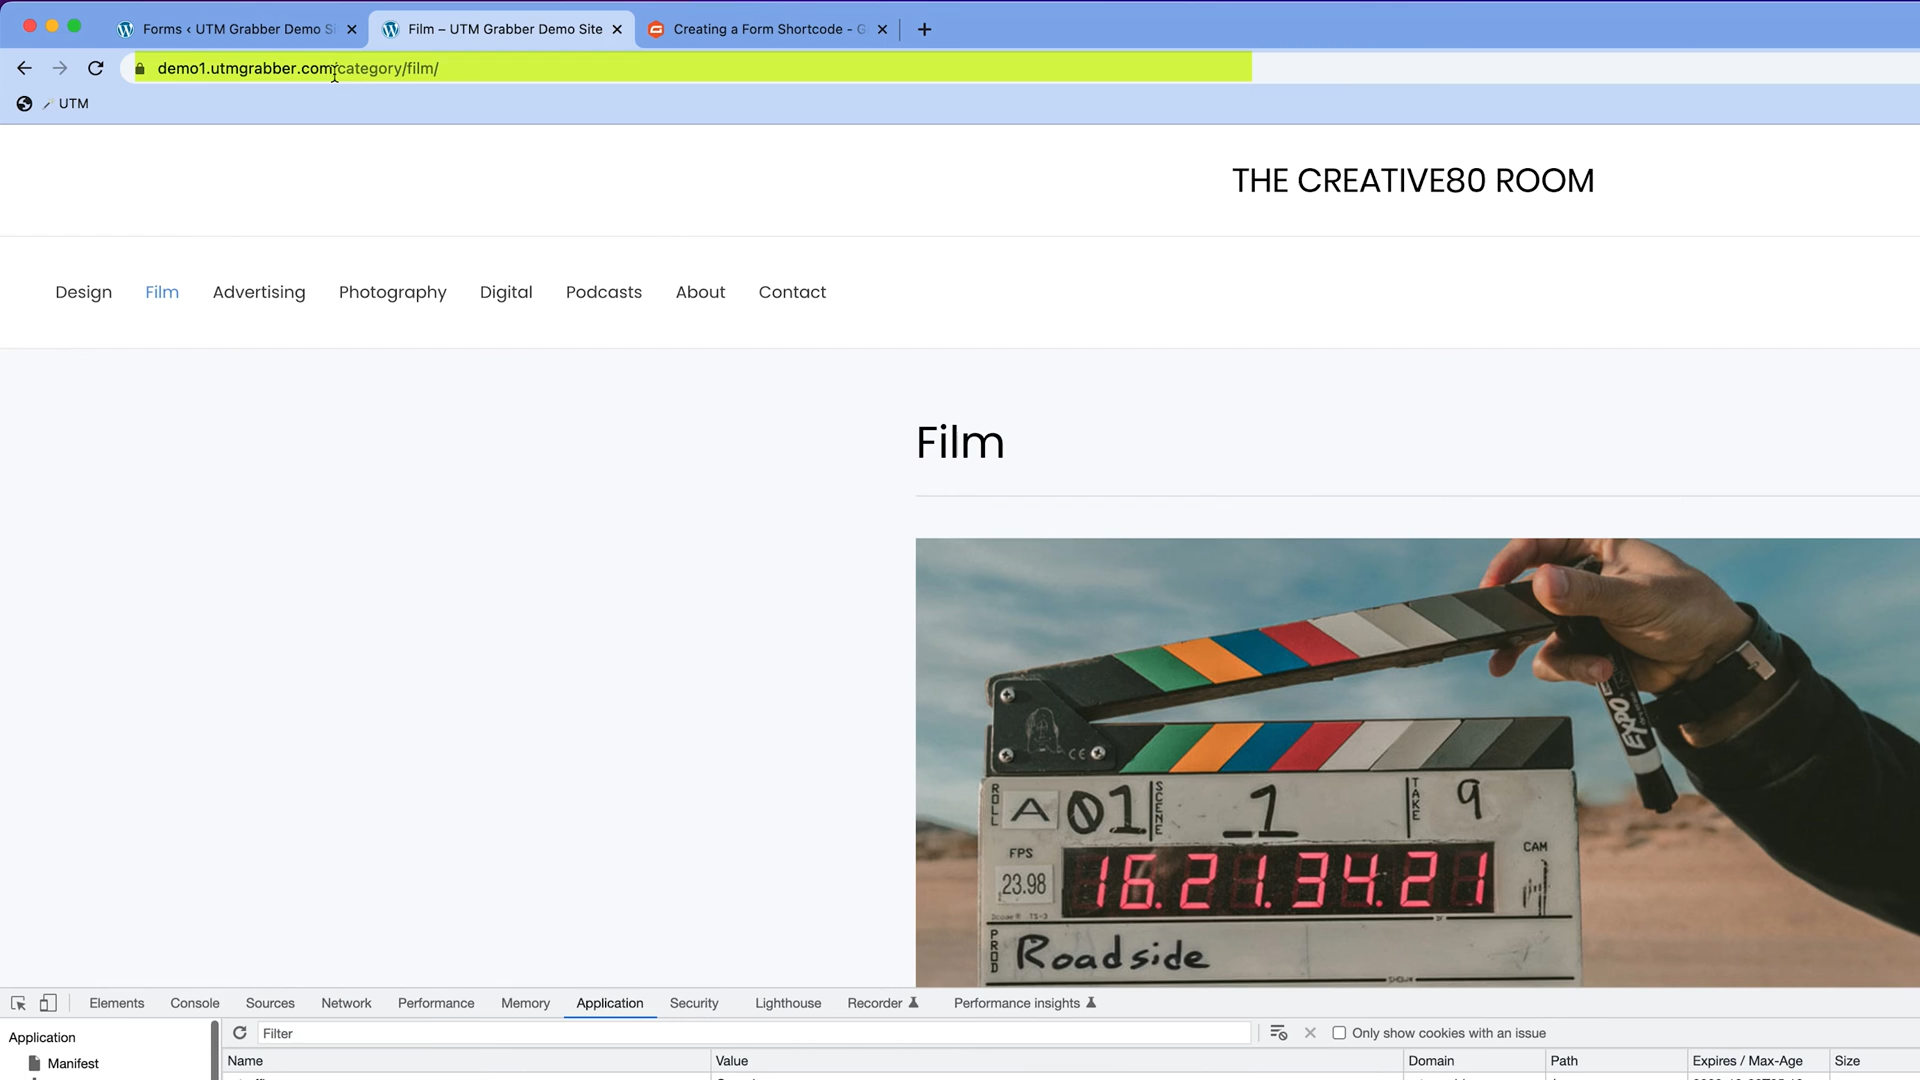 Forms ‹ UTM Grabber Demo Si
Film – UTM Grabber Demo Site
Creating a Form Shortcode - G
demo1.utmgrabber.com/category/film/
UTM
THE CREATIVE80 ROOM
Design Film Advertising Photography Digital Podcasts About Contact
Film
ROLL A 01 SCENE 1 TAKE 9
FPS 23.98 16.21.34.21 CAM
PROD Roadside
EXPO
Elements Console Sources Network Performance Memory Application Security Lighthouse Recorder Performance insights
Application
Filter
Only show cookies with an issue
Manifest
Name Value Domain Path Expires / Max-Age Size